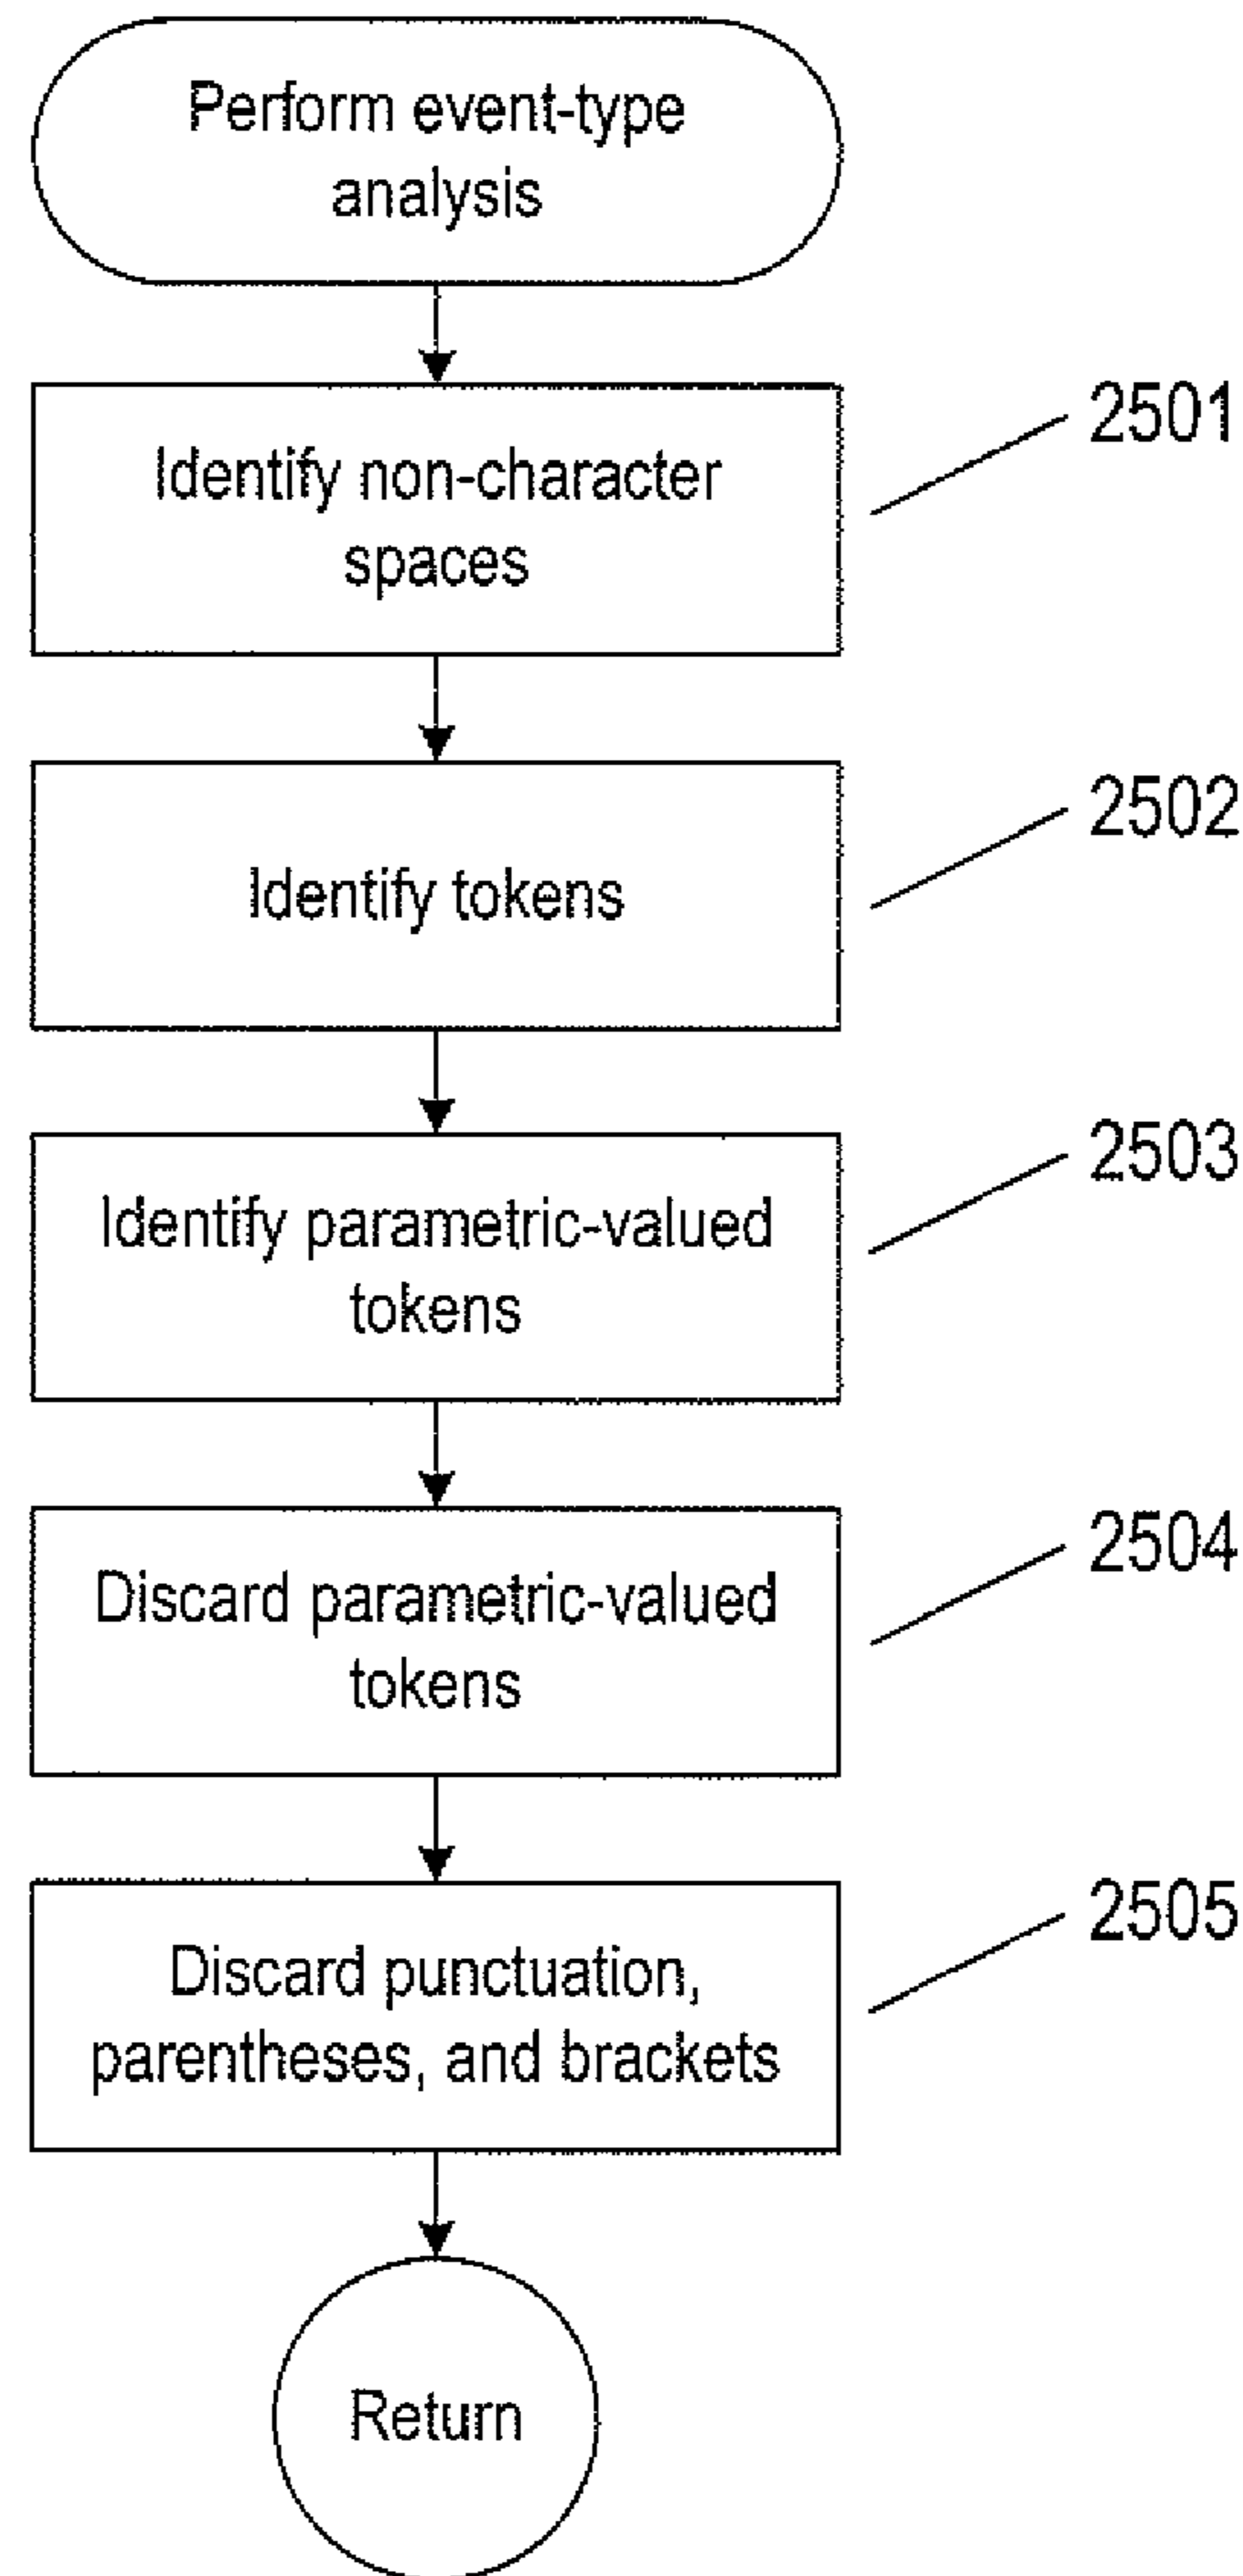 Perform event-type
analysis
Identify non-character
spaces
2501
Identify tokens
2502
Identify parametric-valued
tokens
2503
Discard parametric-valued
tokens
2504
Discard punctuation,
parentheses, and brackets
2505
Return